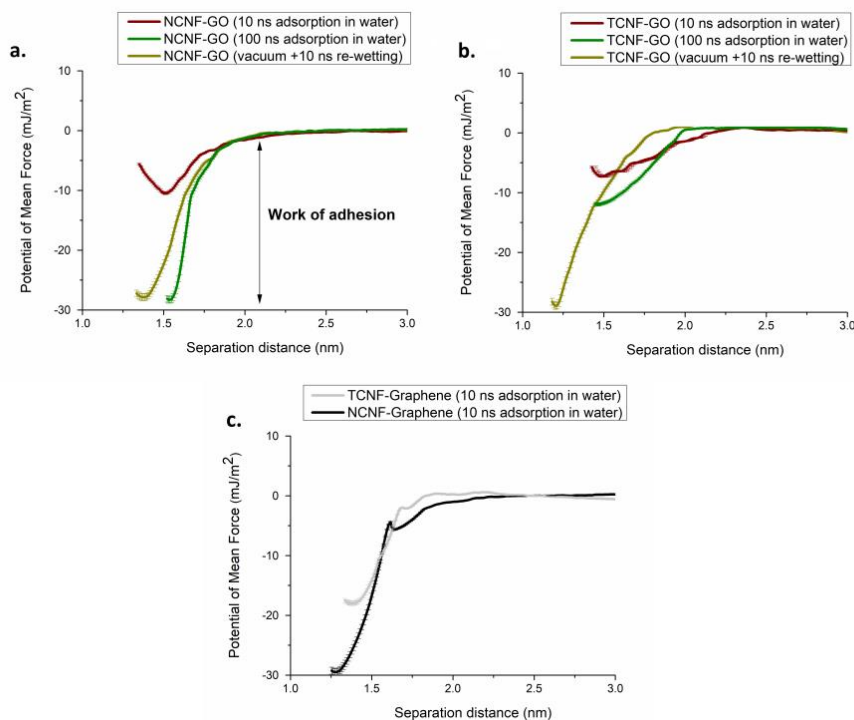 a.
NCNF-GO (10 ns adsorption in water)
NCNF-GO (100 ns adsorption in water)
NCNF-GO (vacuum +10 ns re-wetting)
Potential of Mean Force (mJ/m²)
10
0
-10
-20
-30
Work of adhesion
1.0 1.5 2.0 2.5 3.0
Separation distance (nm)
b.
TCNF-GO (10 ns adsorption in water)
TCNF-GO (100 ns adsorption in water)
TCNF-GO (vacuum +10 ns re-wetting)
Potential of Mean Force (mJ/m²)
10
0
-10
-20
-30
1.0 1.5 2.0 2.5 3.0
Separation distance (nm)
c.
TCNF-Graphene (10 ns adsorption in water)
NCNF-Graphene (10 ns adsorption in water)
Potential of Mean Force (mJ/m²)
10
0
-10
-20
-30
1.0 1.5 2.0 2.5 3.0
Separation distance (nm)